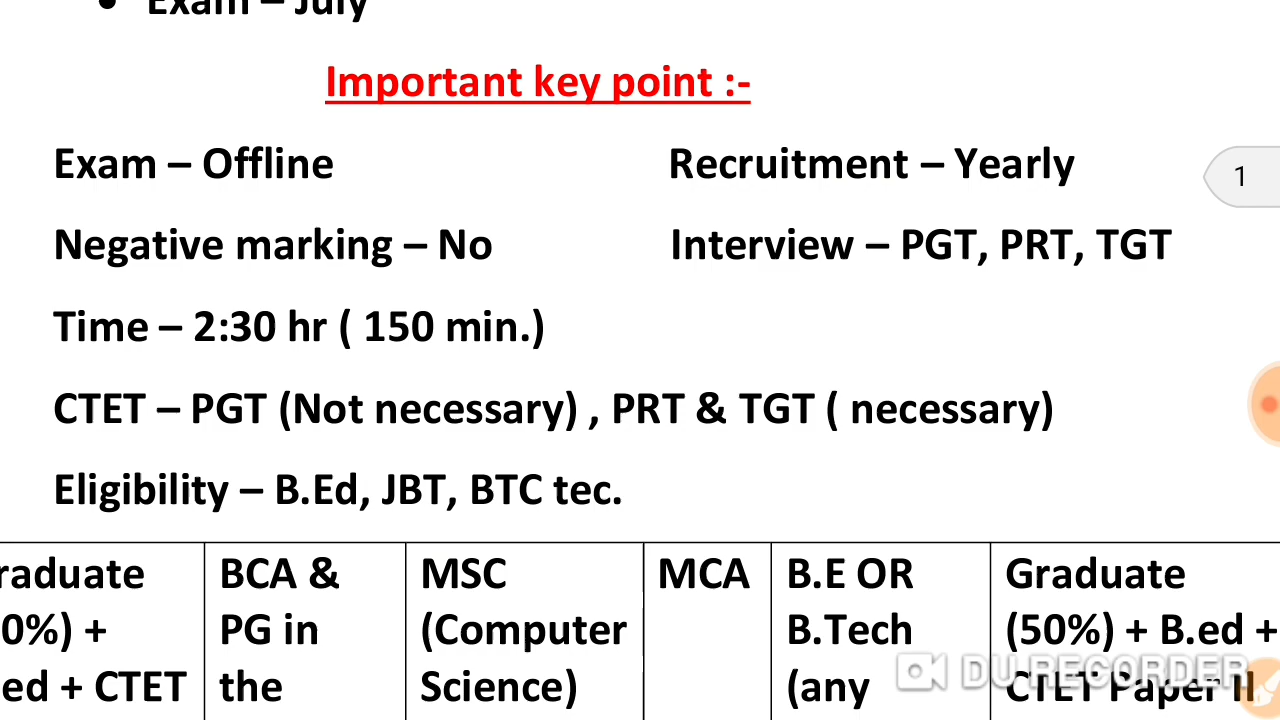 Exam – July
Important key point :-
Exam – Offline Recruitment – Yearly
1
Negative marking – No Interview – PGT, PRT, TGT
Time – 2:30 hr ( 150 min.)
CTET – PGT (Not necessary) , PRT & TGT ( necessary)
Eligibility – B.Ed, JBT, BTC tec.
raduate BCA & MSC MCA B.E OR Graduate
0%) + PG in (Computer B.Tech (50%) + B.ed +
ed + CTET the Science) (any CTET Paper II
DU RECORDER